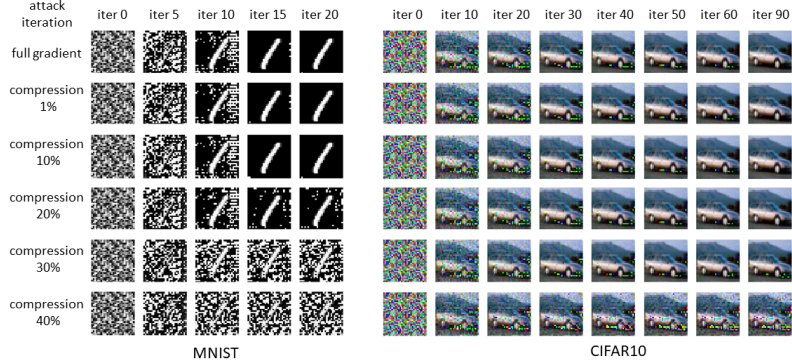 attack
iteration
iter 0 iter 5 iter 10 iter 15 iter 20
iter 0 iter 10 iter 20 iter 30 iter 40 iter 50 iter 60 iter 90
full gradient
compression
1%
compression
10%
compression
20%
compression
30%
compression
40%
MNIST
CIFAR10